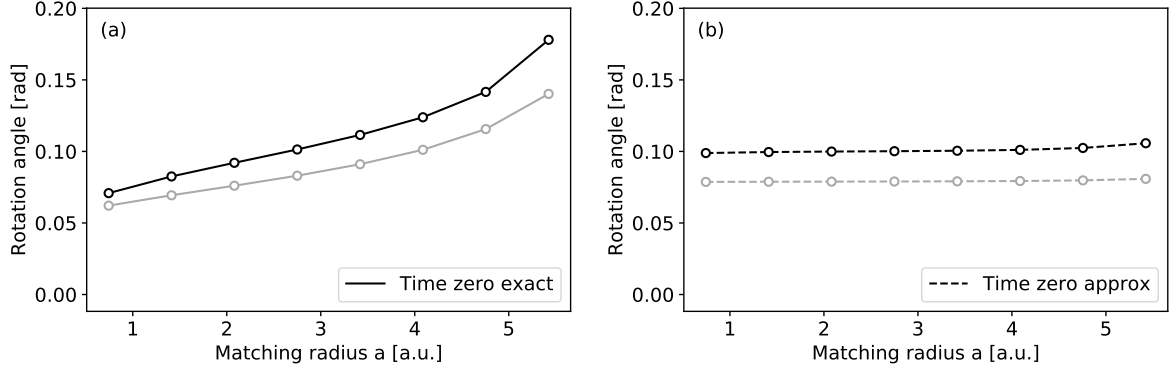 (a)
0.20
0.15
0.10
0.05
0.00
Rotation angle [rad]
1 2 3 4 5
Matching radius a [a.u.]
Time zero exact
(b)
0.20
0.15
0.10
0.05
0.00
Rotation angle [rad]
1 2 3 4 5
Matching radius a [a.u.]
Time zero approx